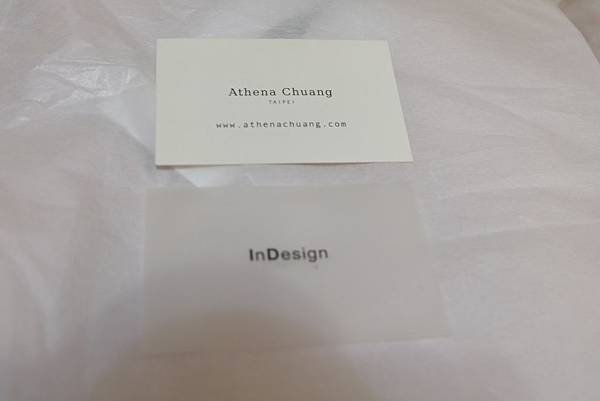 Athena Chuang
TAIPEI
www.athenachuang.com
InDesign